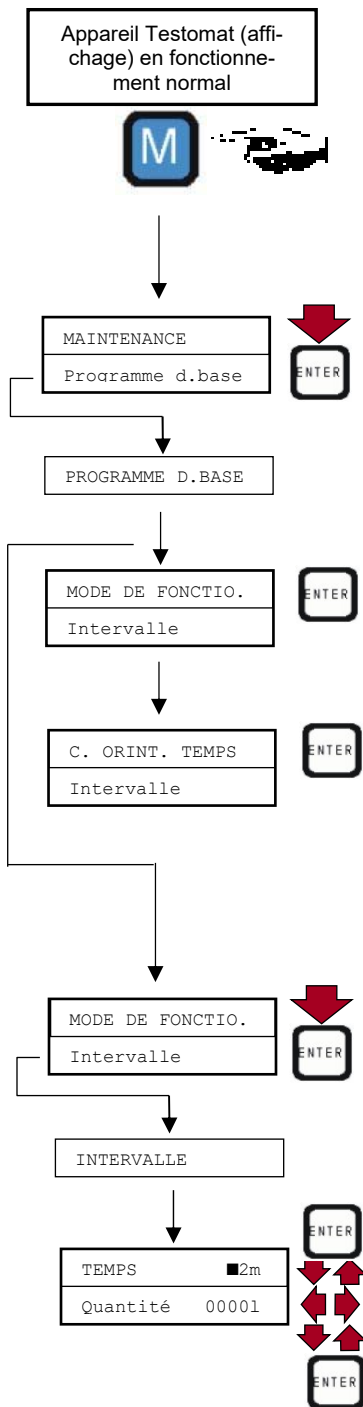 Appareil Testomat (affi-
chage) en fonctionne-
ment normal
M
MAINTENANCE
Programme d.base
ENTER
PROGRAMME D.BASE
MODE DE FONCTIO.
Intervalle
ENTER
C. ORINT. TEMPS
Intervalle
ENTER
MODE DE FONCTIO.
Intervalle
ENTER
INTERVALLE
ENTER
TEMPS ■2m
Quantité 0000l
ENTER